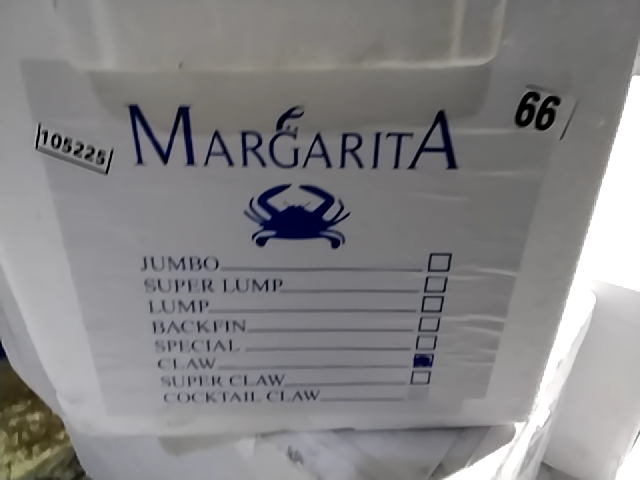 105225
MARGARITA
66
JUMBO
SUPER LUMP
LUMP
BACKFIN
SPECIAL
CLAW
SUPER CLAW
COCKTAIL CLAW